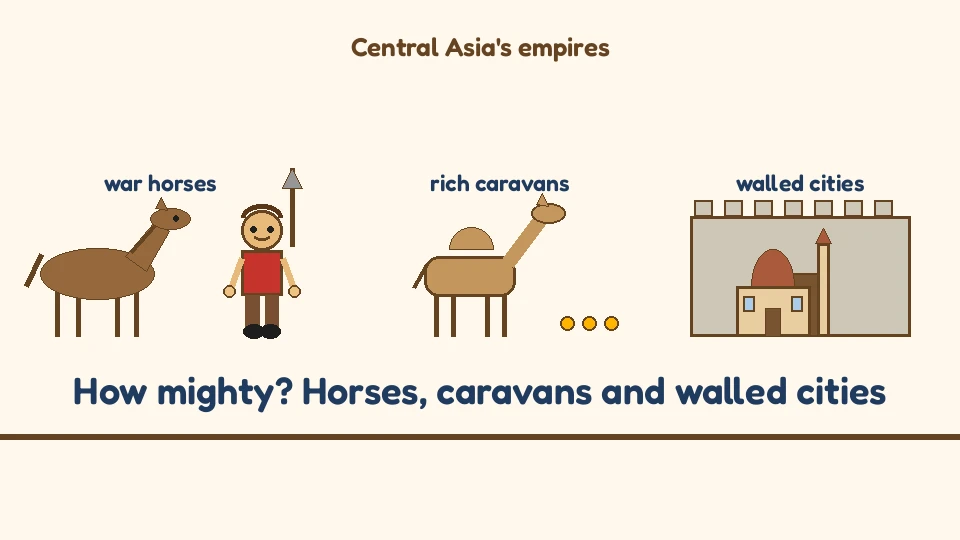 Central Asia's empires
war horses
rich caravans
walled cities
How mighty? Horses, caravans and walled cities